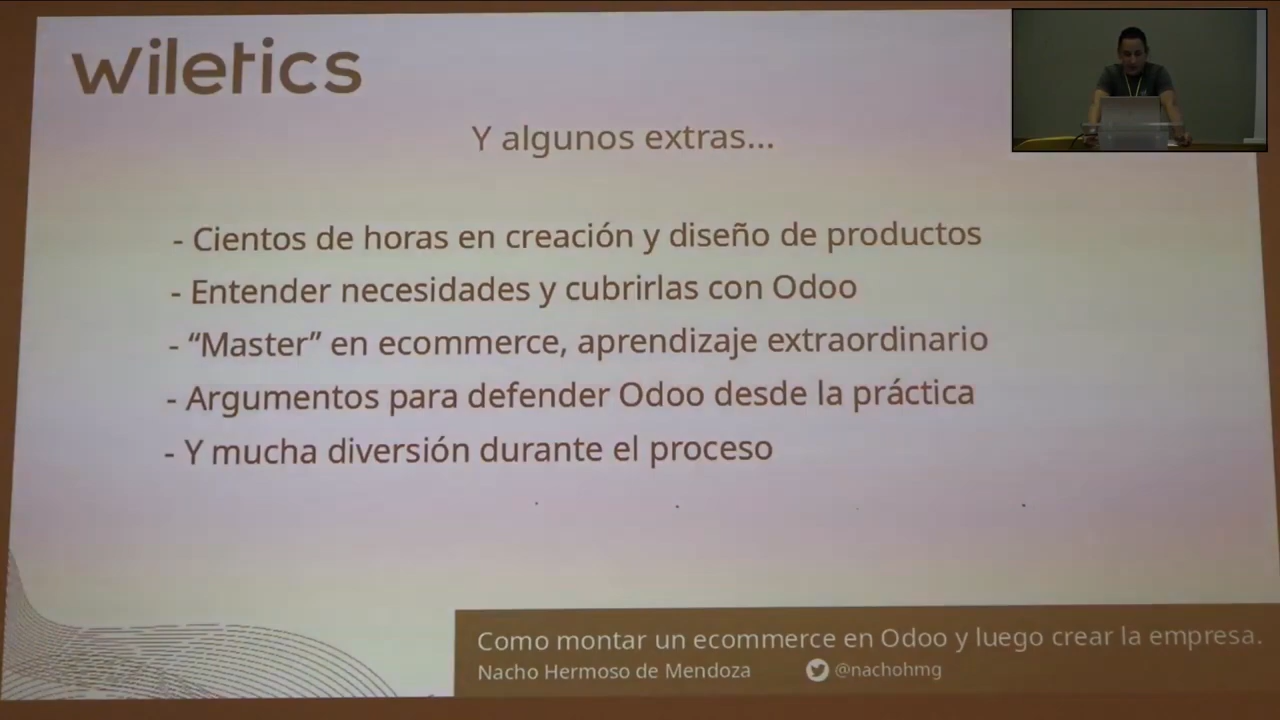 wiletics
Y algunos extras...
- Cientos de horas en creación y diseño de productos
- Entender necesidades y cubrirlas con Odoo
- “Master” en ecommerce, aprendizaje extraordinario
- Argumentos para defender Odoo desde la práctica
- Y mucha diversión durante el proceso
Como montar un ecommerce en Odoo y luego crear la empresa.
Nacho Hermoso de Mendoza @nachohmg